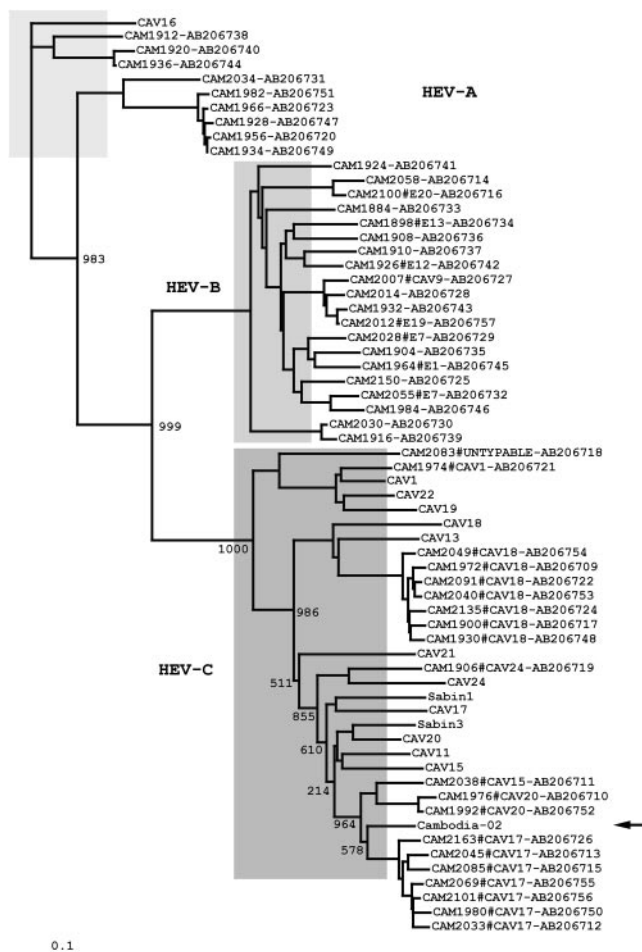 CAV16
CAM1912-AB206738
CAM1920-AB206740
CAM1936-AB206744
CAM2034-AB206731
CAM1982-AB206751
HEV-A
CAM1966-AB206723
CAM1928-AB206747
CAM1956-AB206720
CAM1934-AB206749
CAM1924-AB206741
CAM2058-AB206714
CAM2100#E20-AB206716
CAM1884-AB206733
CAM1898#E13-AB206734
CAM1908-AB206736
CAM1910-AB206737
983
CAM1926#E12-AB206742
CAM2007#CAV9-AB206727
HEV-B
CAM2014-AB206728
CAM1932-AB206743
CAM2012#E19-AB206757
CAM2028#E7-AB206729
CAM1904-AB206735
CAM1964#E1-AB206745
CAM2150-AB206725
CAM2055#E7-AB206732
CAM1984-AB206746
CAM2030-AB206730
999
CAM1916-AB206739
CAM2083#UNTYPABLE-AB206718
CAM1974#CAV1-AB206721
CAV1
CAV22
CAV19
CAV18
CAV13
1000
CAM2049#CAV18-AB206754
CAM1972#CAV18-AB206709
CAM2091#CAV18-AB206722
CAM2040#CAV18-AB206753
986
CAM2135#CAV18-AB206724
CAM1900#CAV18-AB206717
CAM1930#CAV18-AB206748
CAV21
HEV-C
CAM1906#CAV24-AB206719
511
CAV24
Sabin1
CAV17
855
Sabin3
CAV20
610
CAV11
CAV15
CAM2038#CAV15-AB206711
214
CAM1976#CAV20-AB206710
CAM1992#CAV20-AB206752
964
Cambodia-02
CAM2163#CAV17-AB206726
578
CAM2045#CAV17-AB206713
CAM2085#CAV17-AB206715
CAM2069#CAV17-AB206755
CAM2101#CAV17-AB206756
CAM1980#CAV17-AB206750
CAM2033#CAV17-AB206712
0.1